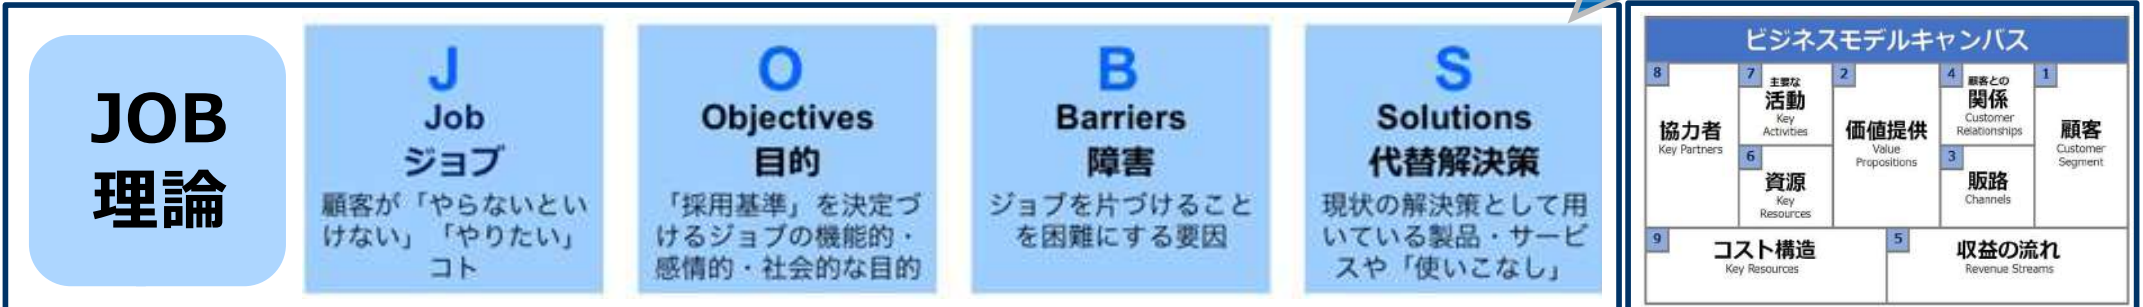 JOB
理論
J
Job
ジョブ
顧客が「やらないとい
けない」「やりたい」
コト
O
Objectives
目的
「採用基準」を決定づ
けるジョブの機能的・
感情的・社会的な目的
B
Barriers
障害
ジョブを片づけること
を困難にする要因
S
Solutions
代替解決策
現状の解決策として用
いている製品・サービ
スや「使いこなし」
ビジネスモデルキャンバス
8
協力者
Key Partners
7
主要な
活動
Key
Activities
6
資源
Key
Resources
2
価値提供
Value
Propositions
4
顧客との
関係
Customer
Relationships
3
販路
Channels
1
顧客
Customer
Segment
9
コスト構造
Key Resources
5
収益の流れ
Revenue Streams